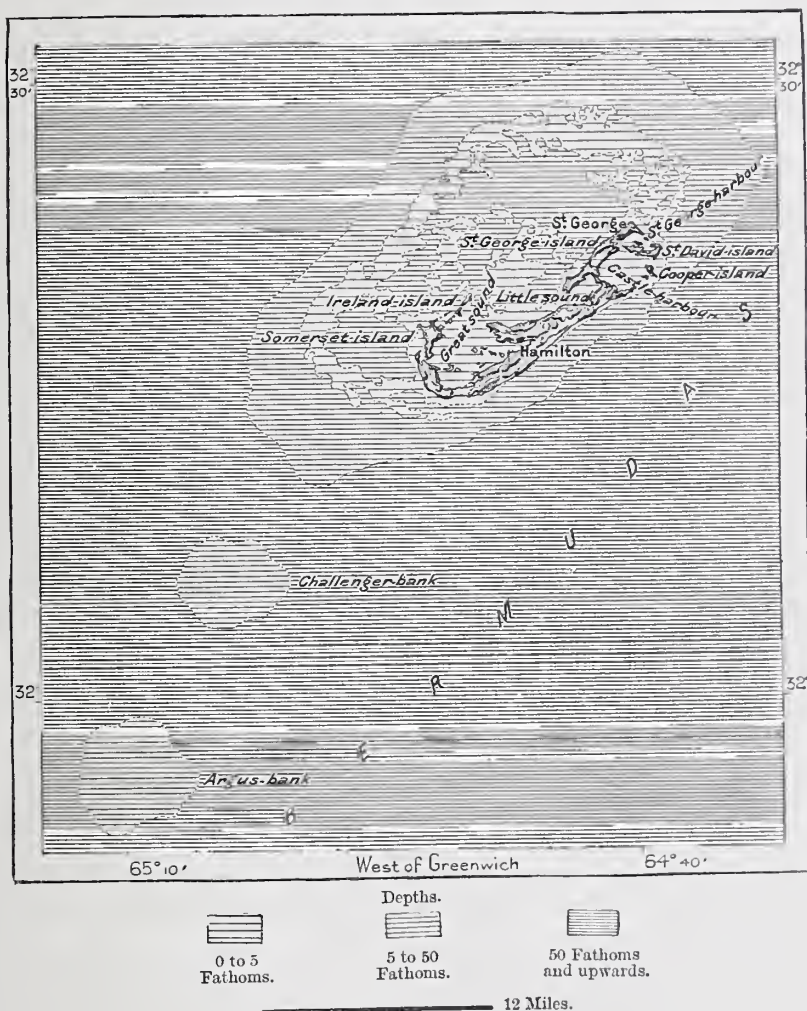 32° 30′
32° 30′
St. George
St. George harbour
St. George-island
St. David-island
Cooper-island
Castle-harbour
Little sound
Great sound
Ireland-island
Somerset-island
Hamilton
BERMUDAS
Challenger-bank
32°
32°
Argus-bank
65° 10′
West of Greenwich
64° 40′
Depths.
0 to 5
Fathoms.
5 to 50
Fathoms.
50 Fathoms
and upwards.
12 Miles.